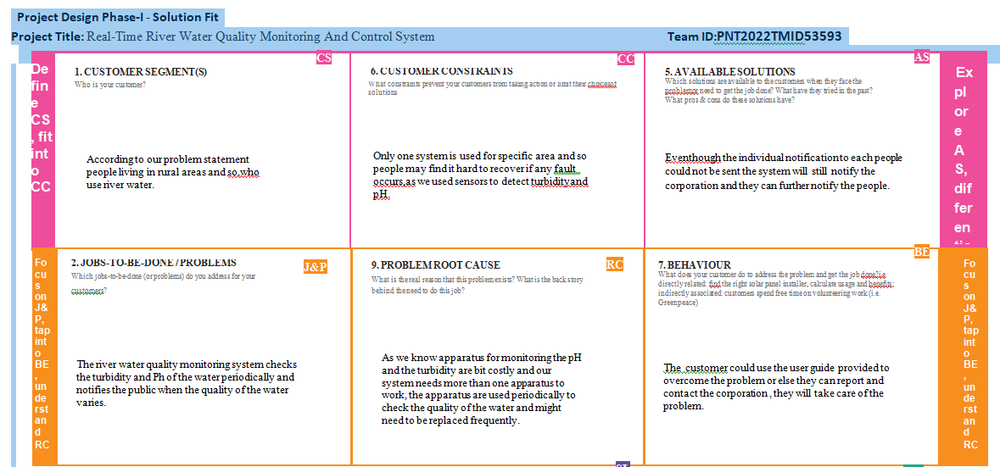 Project Design Phase-I - Solution Fit
Project Title: Real-Time River Water Quality Monitoring And Control System
Team ID:PNT2022TMID53593
De
fin
e
CS
, fit
int
o
CC
CS
1. CUSTOMER SEGMENT(S)
Who is your customer?
According to our problem statement
people living in rural areas and so,who
use river water.
CC
6. CUSTOMER CONSTRAINTS
What constraints prevent your customers from taking action or limit their choicesof
solutions
Only one system is used for specific area and so
people may find it hard to recover if any fault
occurs,as we used sensors to detect turbidity and
pH.
AS
5. AVAILABLE SOLUTIONS
Which solutions are available to the customers when they face the
problemor need to get the job done? What have they tried in the past?
What pros & cons do these solutions have?
Eventhough the individual notification to each people
could not be sent the system will still notify the
corporation and they can further notify the people.
Ex
pl
or
e
A
S,
dif
fer
en
Fo
cu
s
on
J&
P,
tap
int
o
BE
,
un
de
rst
an
d
RC
J&P
2. JOBS-TO-BE-DONE / PROBLEMS
Which jobs-to-be-done (or problems) do you address for your
customers?
The river water quality monitoring system checks
the turbidity and Ph of the water periodically and
notifies the public when the quality of the water
varies.
RC
9. PROBLEM ROOT CAUSE
What is the real reason that this problem exists? What is the back story
behind the need to do this job?
As we know apparatus for monitoring the pH
and the turbidity are bit costly and our
system needs more than one apparatus to
work, the apparatus are used periodically to
check the quality of the water and might
need to be replaced frequently.
BE
7. BEHAVIOUR
What does your customer do to address the problem and get the job done?i.e.
directly related: find the right solar panel installer, calculate usage and benefits;
indirectly associated: customers spend free time on volunteering work (i.e.
Greenpeace)
The customer could use the user guide provided to
overcome the problem or else they can report and
contact the corporation , they will take care of the
problem.
Fo
cu
s
on
J&
P,
tap
int
o
BE
,
un
de
rst
an
d
RC